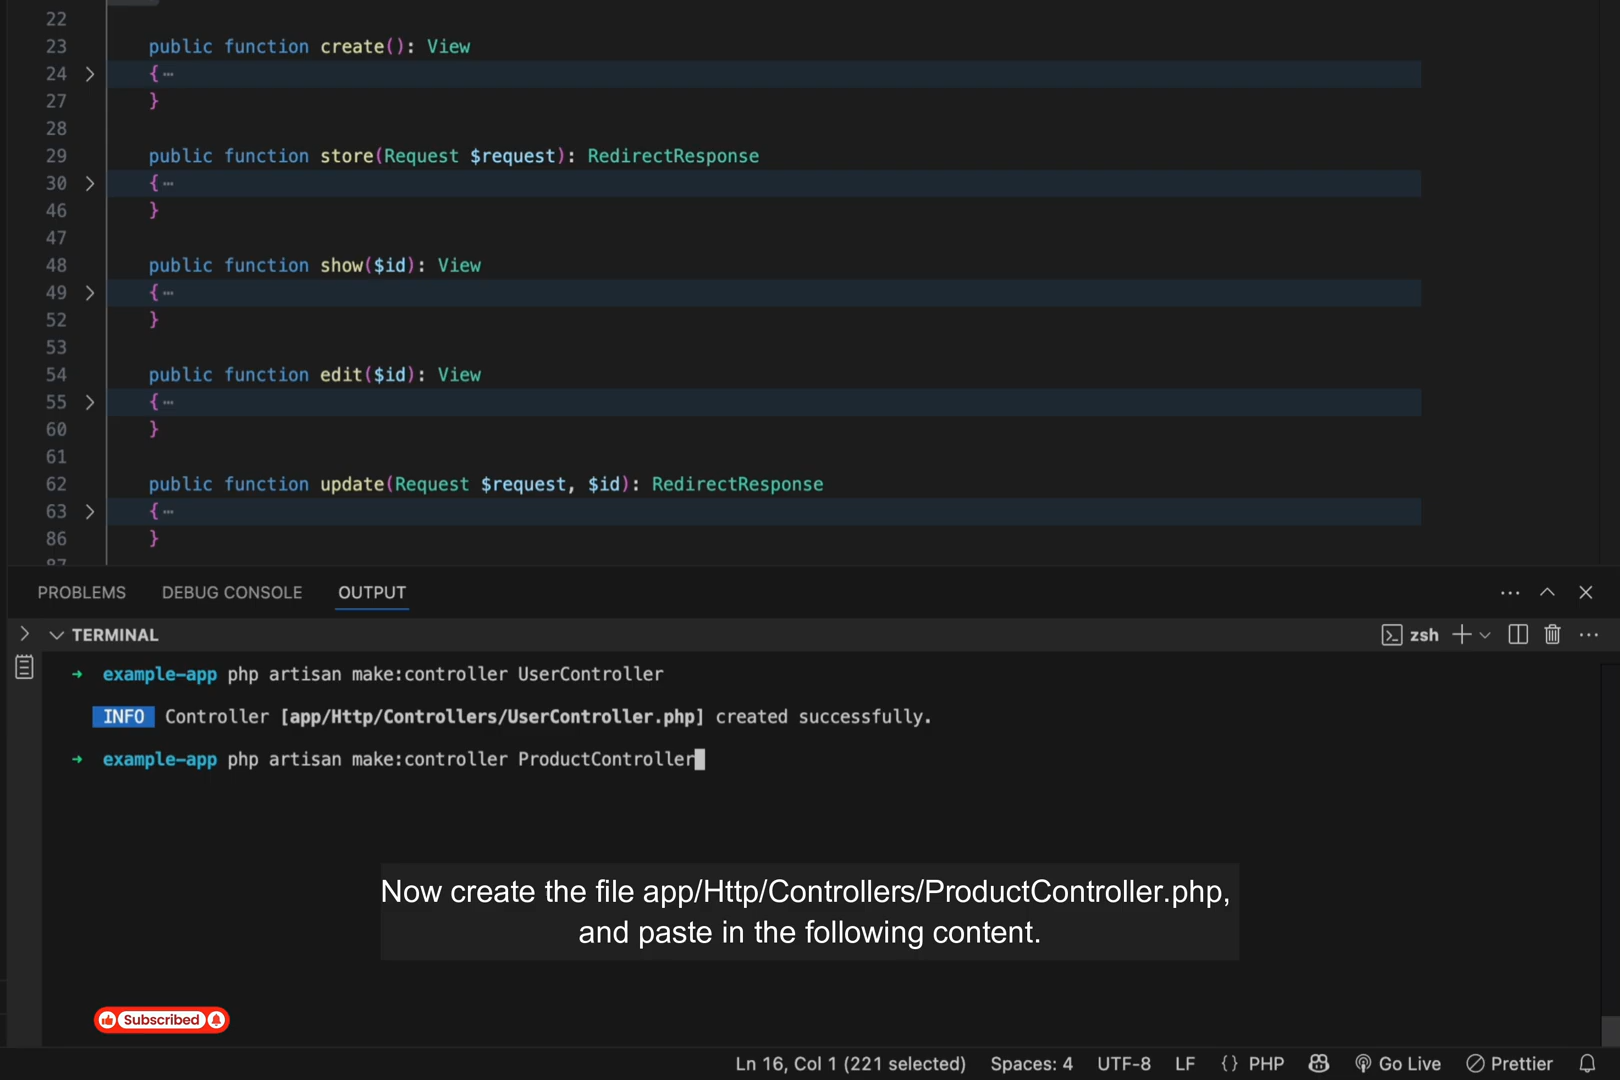 22
23 public function create(): View
24 {…
27 }
28
29 public function store(Request $request): RedirectResponse
30 {…
46 }
47
48 public function show($id): View
49 {…
52 }
53
54 public function edit($id): View
55 {…
60 }
61
62 public function update(Request $request, $id): RedirectResponse
63 {…
86 }
87
PROBLEMS DEBUG CONSOLE OUTPUT
TERMINAL zsh
→ example-app php artisan make:controller UserController
INFO Controller [app/Http/Controllers/UserController.php] created successfully.
→ example-app php artisan make:controller ProductController
Now create the file app/Http/Controllers/ProductController.php,
and paste in the following content.
Subscribed
Ln 16, Col 1 (221 selected) Spaces: 4 UTF-8 LF {} PHP Go Live Prettier